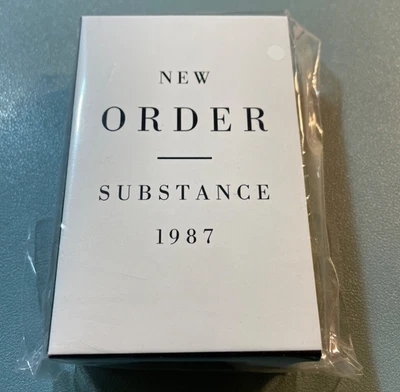 NEW
ORDER
SUBSTANCE
1987